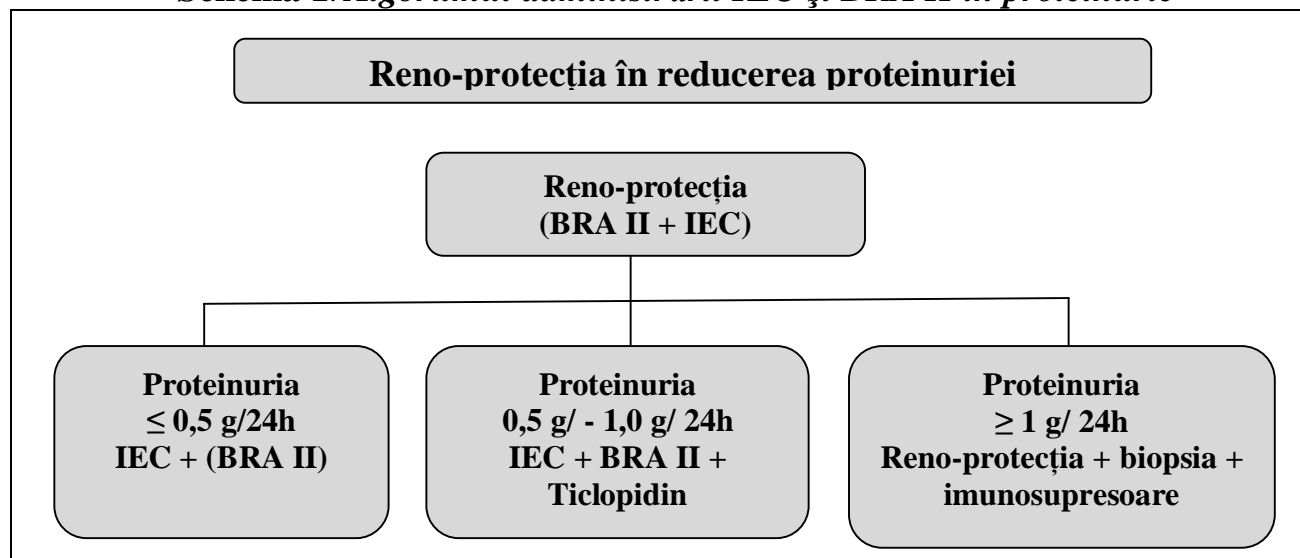 Reno-protecția în reducerea proteinuriei
Reno-protecția
(BRA II + IEC)
Proteinuria
≤ 0,5 g/24h
IEC + (BRA II)
Proteinuria
0,5 g/ - 1,0 g/ 24h
IEC + BRA II +
Ticlopidin
Proteinuria
≥ 1 g/ 24h
Reno-protecția + biopsia +
imunosupresoare